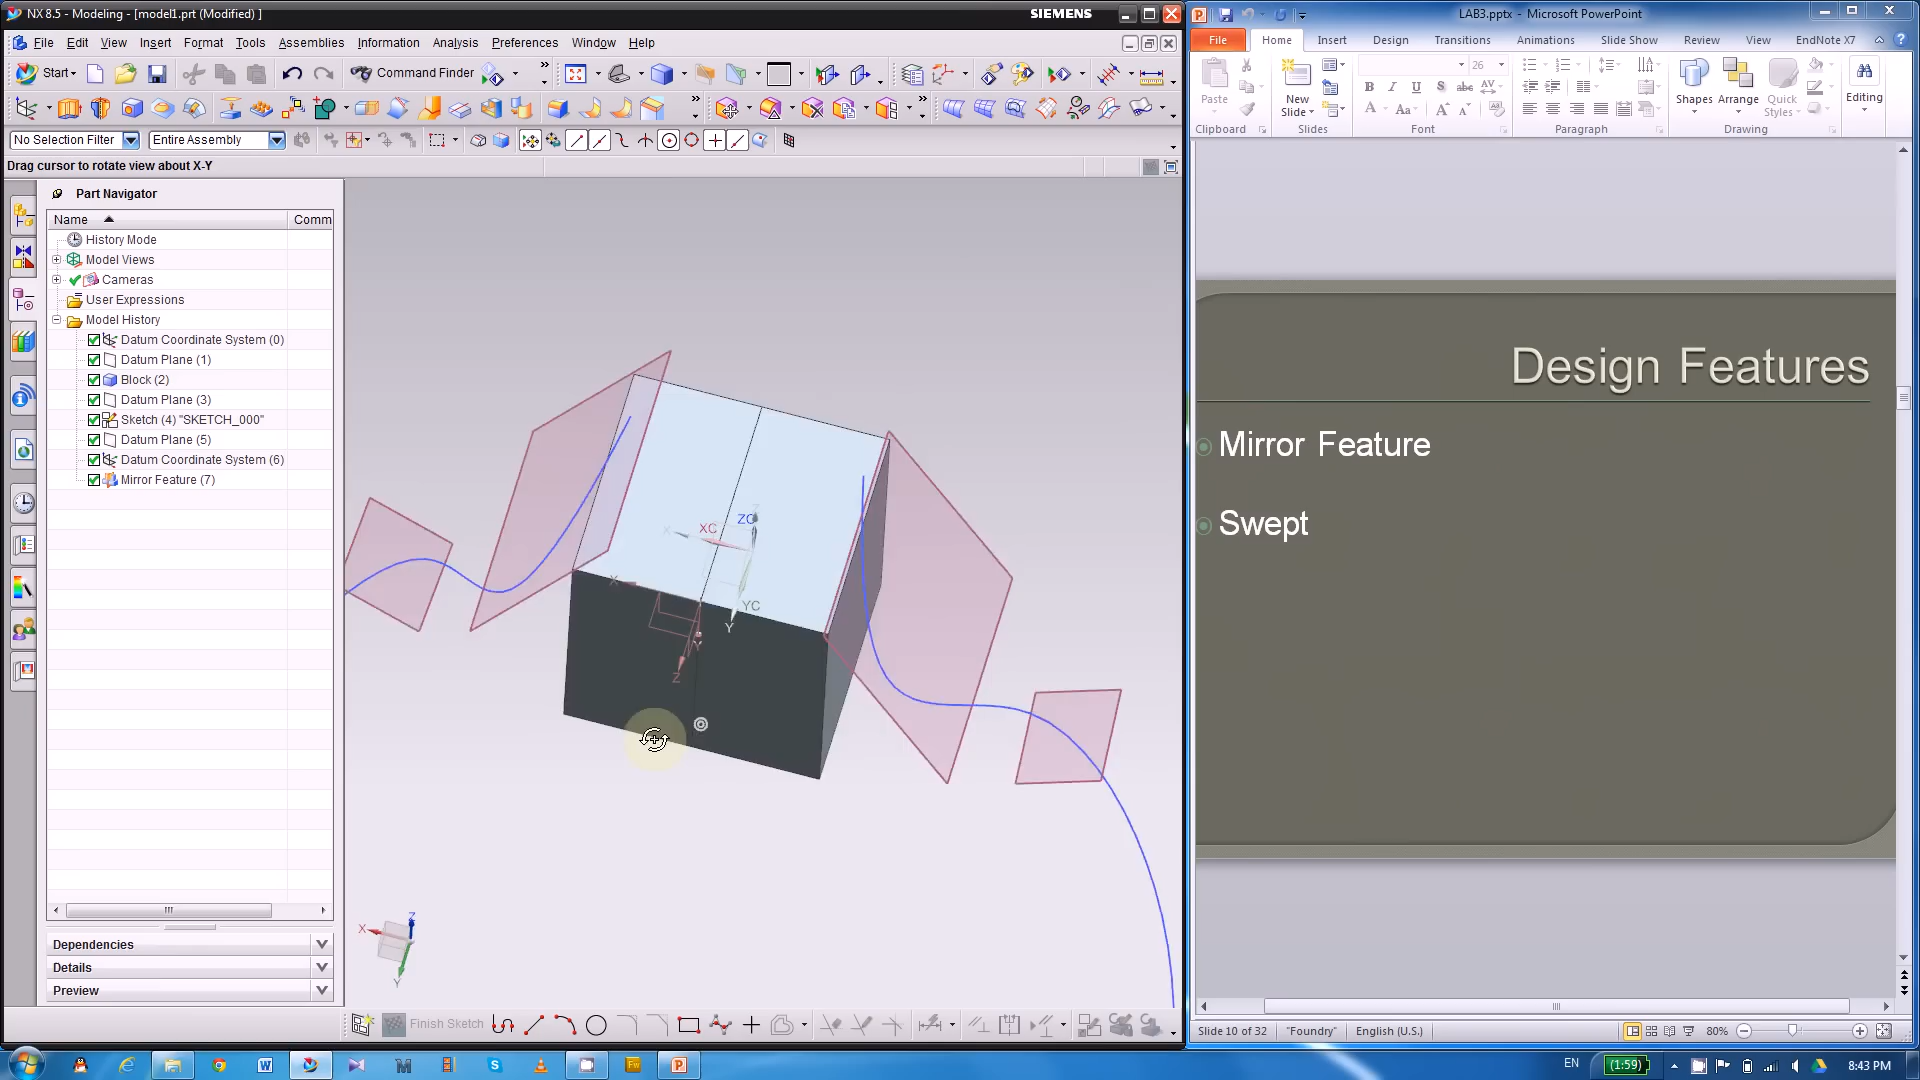 NX 8.5 - Modeling - [model1.prt (Modified) ]
SIEMENS
File Edit View Insert Format Tools Assemblies Information Analysis Preferences Window Help
Start
Command Finder
No Selection Filter
Entire Assembly
Drag cursor to rotate view about X-Y
Part Navigator
Name
Comm
History Mode
Model Views
Cameras
User Expressions
Model History
Datum Coordinate System (0)
Datum Plane (1)
Block (2)
Datum Plane (3)
Sketch (4) "SKETCH_000"
Datum Plane (5)
Datum Coordinate System (6)
Mirror Feature (7)
Dependencies
Details
Preview
XC
ZC
YC
X
Y
Z
X
Z
Y
Finish Sketch
LAB3.pptx - Microsoft PowerPoint
File Home Insert Design Transitions Animations Slide Show Review View EndNote X7
Paste
New Slide
26
Shapes
Arrange
Quick Styles
Editing
Clipboard Slides Font Paragraph Drawing
Design Features
Mirror Feature
Swept
Slide 10 of 32
"Foundry"
English (U.S.)
80%
EN
(1:59)
8:43 PM